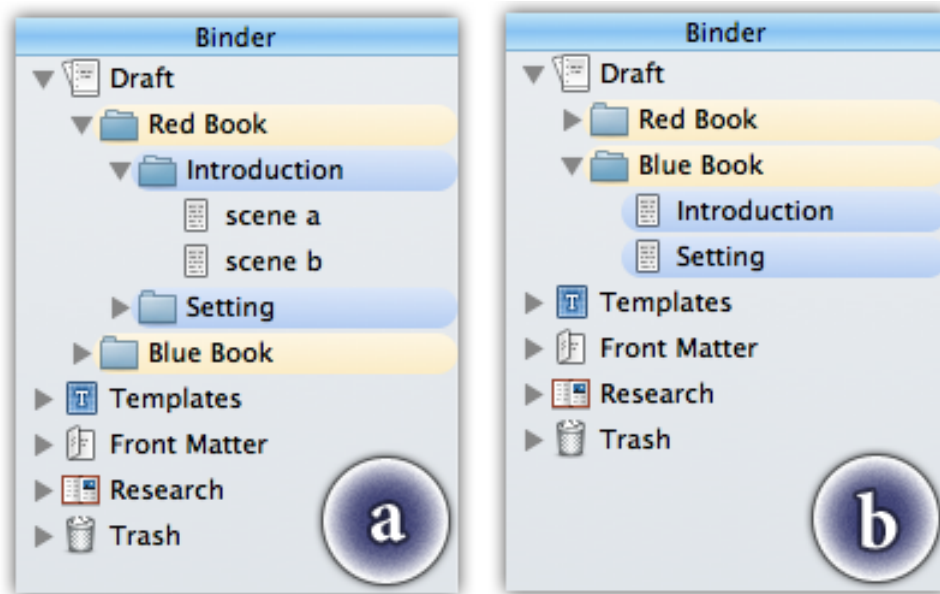 Binder
Draft
Red Book
Introduction
scene a
scene b
Setting
Blue Book
Templates
Front Matter
Research
Trash
a
Binder
Draft
Red Book
Blue Book
Introduction
Setting
Templates
Front Matter
Research
Trash
b